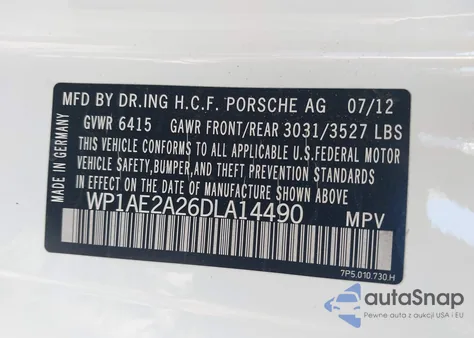 MFD BY DR.ING H.C.F. PORSCHE AG 07/12
GVWR 6415 GAWR FRONT/REAR 3031/3527 LBS
THIS VEHICLE CONFORMS TO ALL APPLICABLE U.S. FEDERAL MOTOR
VEHICLE SAFETY, BUMPER, AND THEFT PREVENTION STANDARDS
IN EFFECT ON THE DATE OF MANUFACTURE SHOWN ABOVE.
WP1AE2A26DLA14490 MPV
7P5.010.730.H
MADE IN GERMANY
autoSnap
Pewne auta z aukcji USA i EU